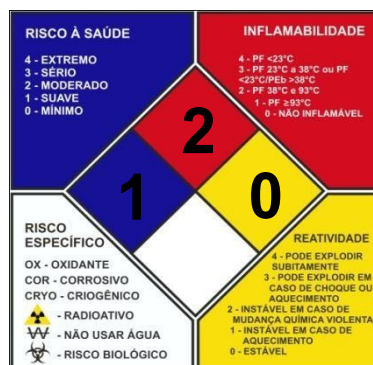 RISCO À SAÚDE
4 - EXTREMO
3 - SÉRIO
2 - MODERADO
1 - SUAVE
0 - MÍNIMO
INFLAMABILIDADE
4 - PF <23°C
3 - PF 23°C a 38°C ou PF
<23°C/PEb >38°C
2 - PF 38°C e 93°C
1 - PF ≥93°C
0 - NÃO INFLAMÁVEL
2
1
0
RISCO
ESPECÍFICO
OX - OXIDANTE
COR - CORROSIVO
CRYO - CRIOGÊNICO
- RADIOATIVO
W - NÃO USAR ÁGUA
- RISCO BIOLÓGICO
REATIVIDADE
4 - PODE EXPLODIR
SUBITAMENTE
3 - PODE EXPLODIR EM
CASO DE CHOQUE OU
AQUECIMENTO
2 - INSTÁVEL EM CASO DE
MUDANÇA QUÍMICA VIOLENTA
1 - INSTÁVEL EM CASO DE
AQUECIMENTO
0 - ESTÁVEL